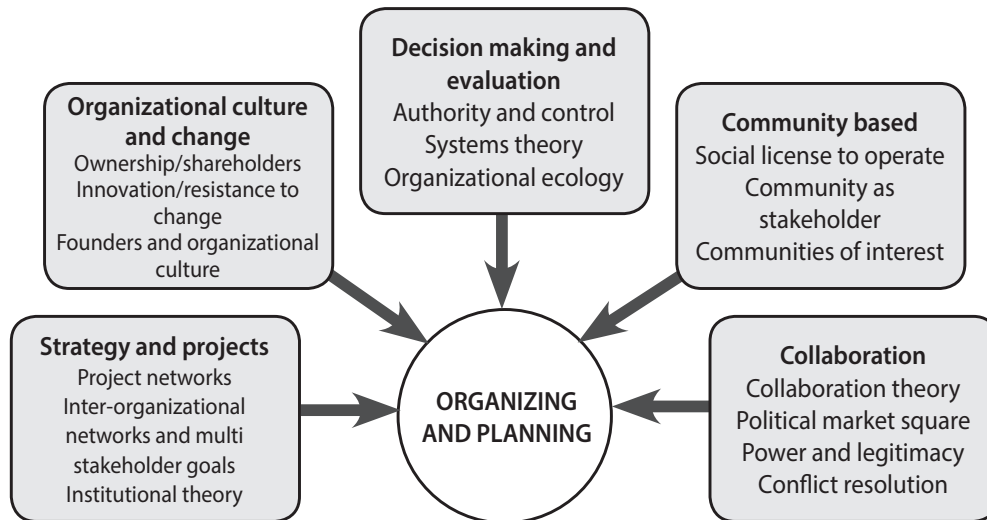 Decision making and
evaluation
Authority and control
Systems theory
Organizational ecology
Organizational culture
and change
Ownership/shareholders
Innovation/resistance to
change
Founders and organizational
culture
Community based
Social license to operate
Community as
stakeholder
Communities of interest
Strategy and projects
Project networks
Inter-organizational
networks and multi
stakeholder goals
Institutional theory
ORGANIZING
AND PLANNING
Collaboration
Collaboration theory
Political market square
Power and legitimacy
Conflict resolution